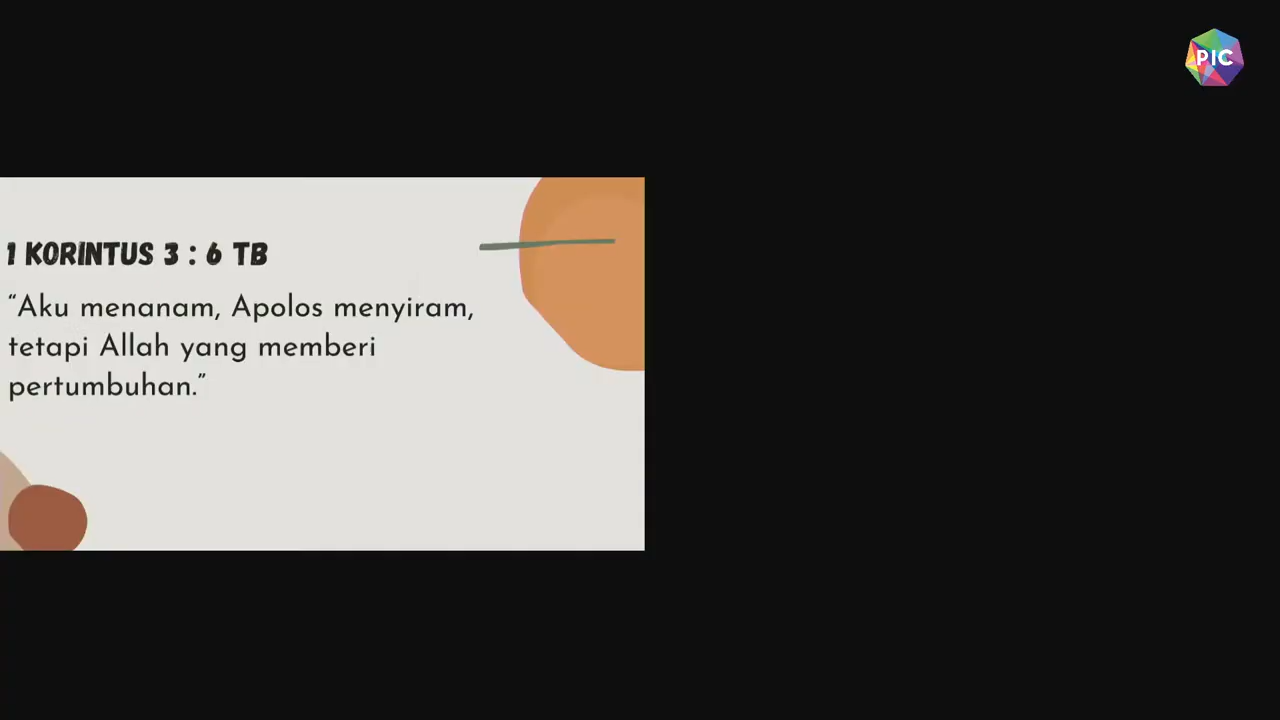 PIC
1 KORINTUS 3 : 6 TB
“Aku menanam, Apolos menyiram,
tetapi Allah yang memberi
pertumbuhan.”